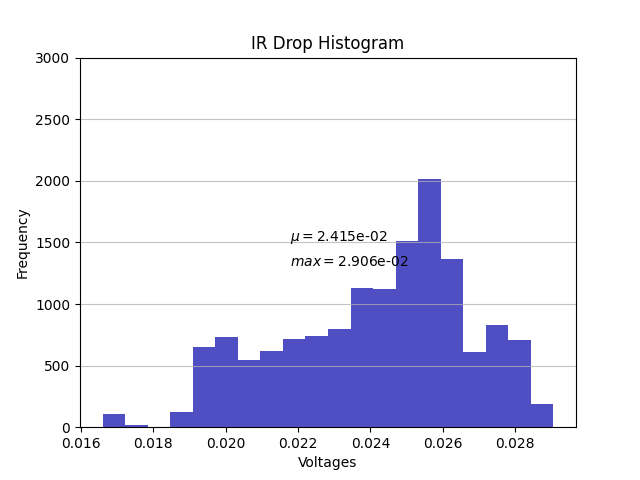 IR Drop Histogram
3000
2500
2000
1500
1000
500
0
Frequency
μ = 2.415e-02
max = 2.906e-02
0.016 0.018 0.020 0.022 0.024 0.026 0.028
Voltages